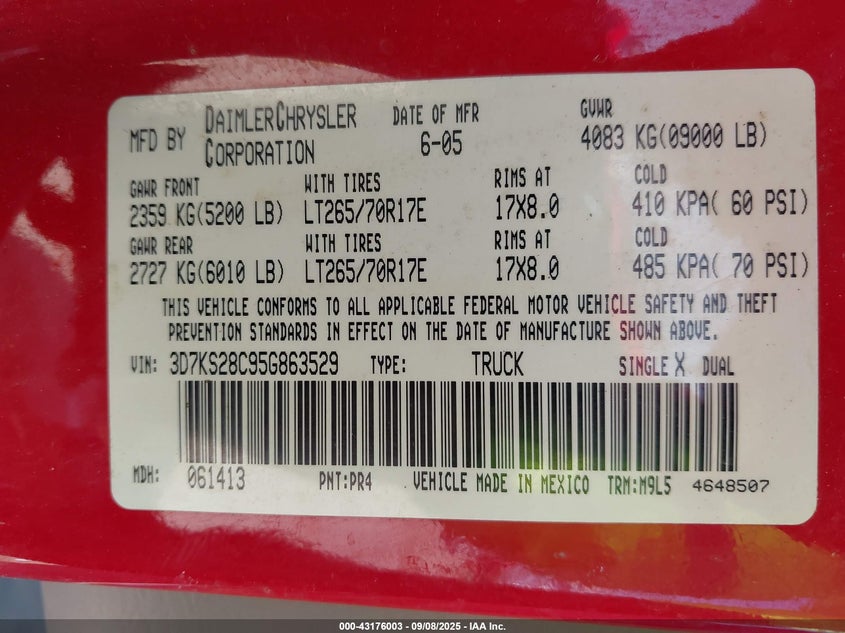 MFD BY DAIMLERCHRYSLER CORPORATION DATE OF MFR 6-05 GVWR 4083 KG(09000 LB)
GAWR FRONT WITH TIRES RIMS AT COLD
2359 KG(5200 LB) LT265/70R17E 17X8.0 410 KPA( 60 PSI)
GAWR REAR WITH TIRES RIMS AT COLD
2727 KG(6010 LB) LT265/70R17E 17X8.0 485 KPA( 70 PSI)
THIS VEHICLE CONFORMS TO ALL APPLICABLE FEDERAL MOTOR VEHICLE SAFETY AND THEFT
PREVENTION STANDARDS IN EFFECT ON THE DATE OF MANUFACTURE SHOWN ABOVE.
VIN: 3D7KS28C95G863529 TYPE: TRUCK SINGLE X DUAL
MDH: 061413 PNT:PR4 VEHICLE MADE IN MEXICO TRM:M9L5 4648507
000-43176003 - 09/08/2025 - IAA Inc.